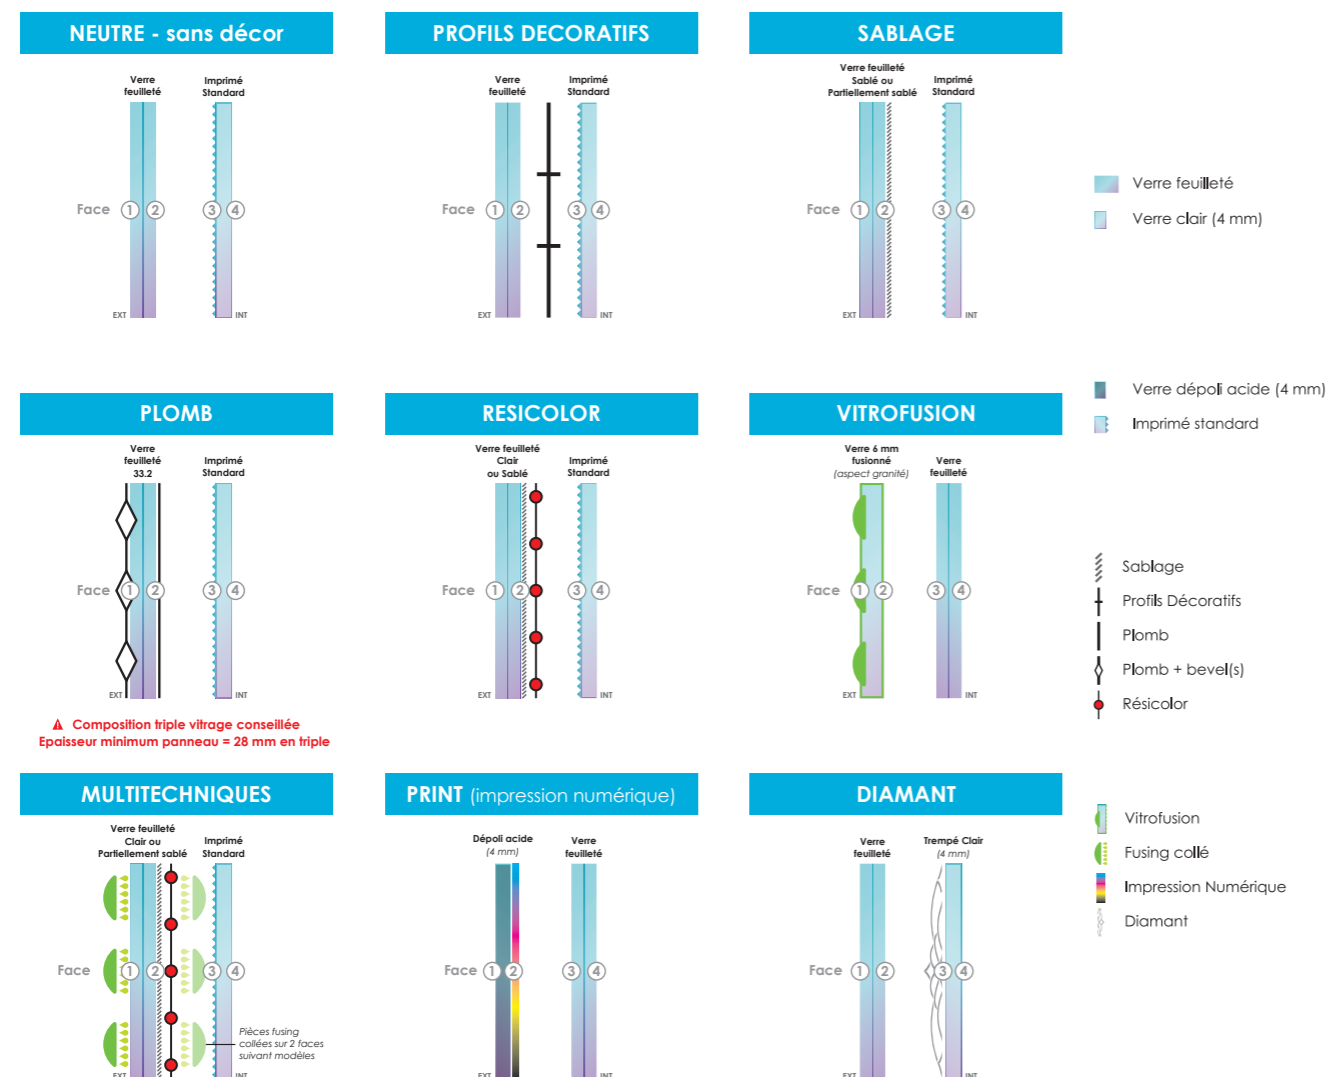 NEUTRE - sans décor
Verre
feuilleté
Imprimé
Standard
Face 1 2 3 4
EXT INT
PROFILS DECORATIFS
Verre
feuilleté
Imprimé
Standard
Face 1 2 3 4
EXT INT
SABLAGE
Verre feuilleté
Sablé ou
Partiellement sablé
Imprimé
Standard
Face 1 2 3 4
EXT INT
Verre feuilleté
Verre clair (4 mm)
PLOMB
Verre
feuilleté
33.2
Imprimé
Standard
Face 1 2 3 4
EXT INT
Composition triple vitrage conseillée
Epaisseur minimum panneau = 28 mm en triple
RESICOLOR
Verre feuilleté
Clair
ou Sablé
Imprimé
Standard
Face 1 2 3 4
EXT INT
VITROFUSION
Verre 6 mm
fusionné
(aspect granité)
Verre
feuilleté
Face 1 2 3 4
EXT INT
Verre dépoli acide (4 mm)
Imprimé standard
Sablage
Profils Décoratifs
Plomb
Plomb + bevel(s)
Résicolor
MULTITECHNIQUES
Verre feuilleté
Clair ou
Partiellement sablé
Imprimé
Standard
Face 1 2 3 4
Pièces fusing
collées sur 2 faces
suivant modèles
EXT INT
PRINT (impression numérique)
Dépoli acide
(4 mm)
Verre
feuilleté
Face 1 2 3 4
EXT INT
DIAMANT
Verre
feuilleté
Trempé Clair
(4 mm)
Face 1 2 3 4
EXT INT
Vitrofusion
Fusing collé
Impression Numérique
Diamant